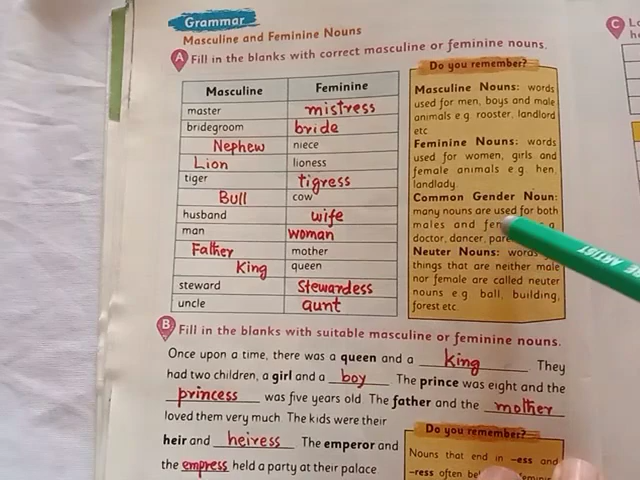 Grammar
Masculine and Feminine Nouns
A Fill in the blanks with correct masculine or feminine nouns.
Masculine Feminine
master mistress
bridegroom bride
Nephew niece
Lion lioness
tiger tigress
Bull cow
husband wife
man woman
Father mother
King queen
steward Stewardess
uncle aunt
Do you remember?
Masculine Nouns: words
used for men, boys and male
animals e.g. rooster, landlord
etc
Feminine Nouns: words
used for women, girls and
female animals e.g. hen,
landlady.
Common Gender Noun:
many nouns are used for both
males and
doctor, dancer,
Neuter Nouns:
things that are neither male
nor female are called neuter
nouns e.g ball, building,
forest etc.
B Fill in the blanks with suitable masculine or feminine nouns.
Once upon a time, there was a queen and a king They
had two children, a girl and a boy The prince was eight and the
princess was five years old. The father and the mother
loved them very much. The kids were their
heir and heiress. The emperor and
the empress held a party at their palace
Do you remember?
Nouns that end in -ess and
-ress often
C
ARTIST